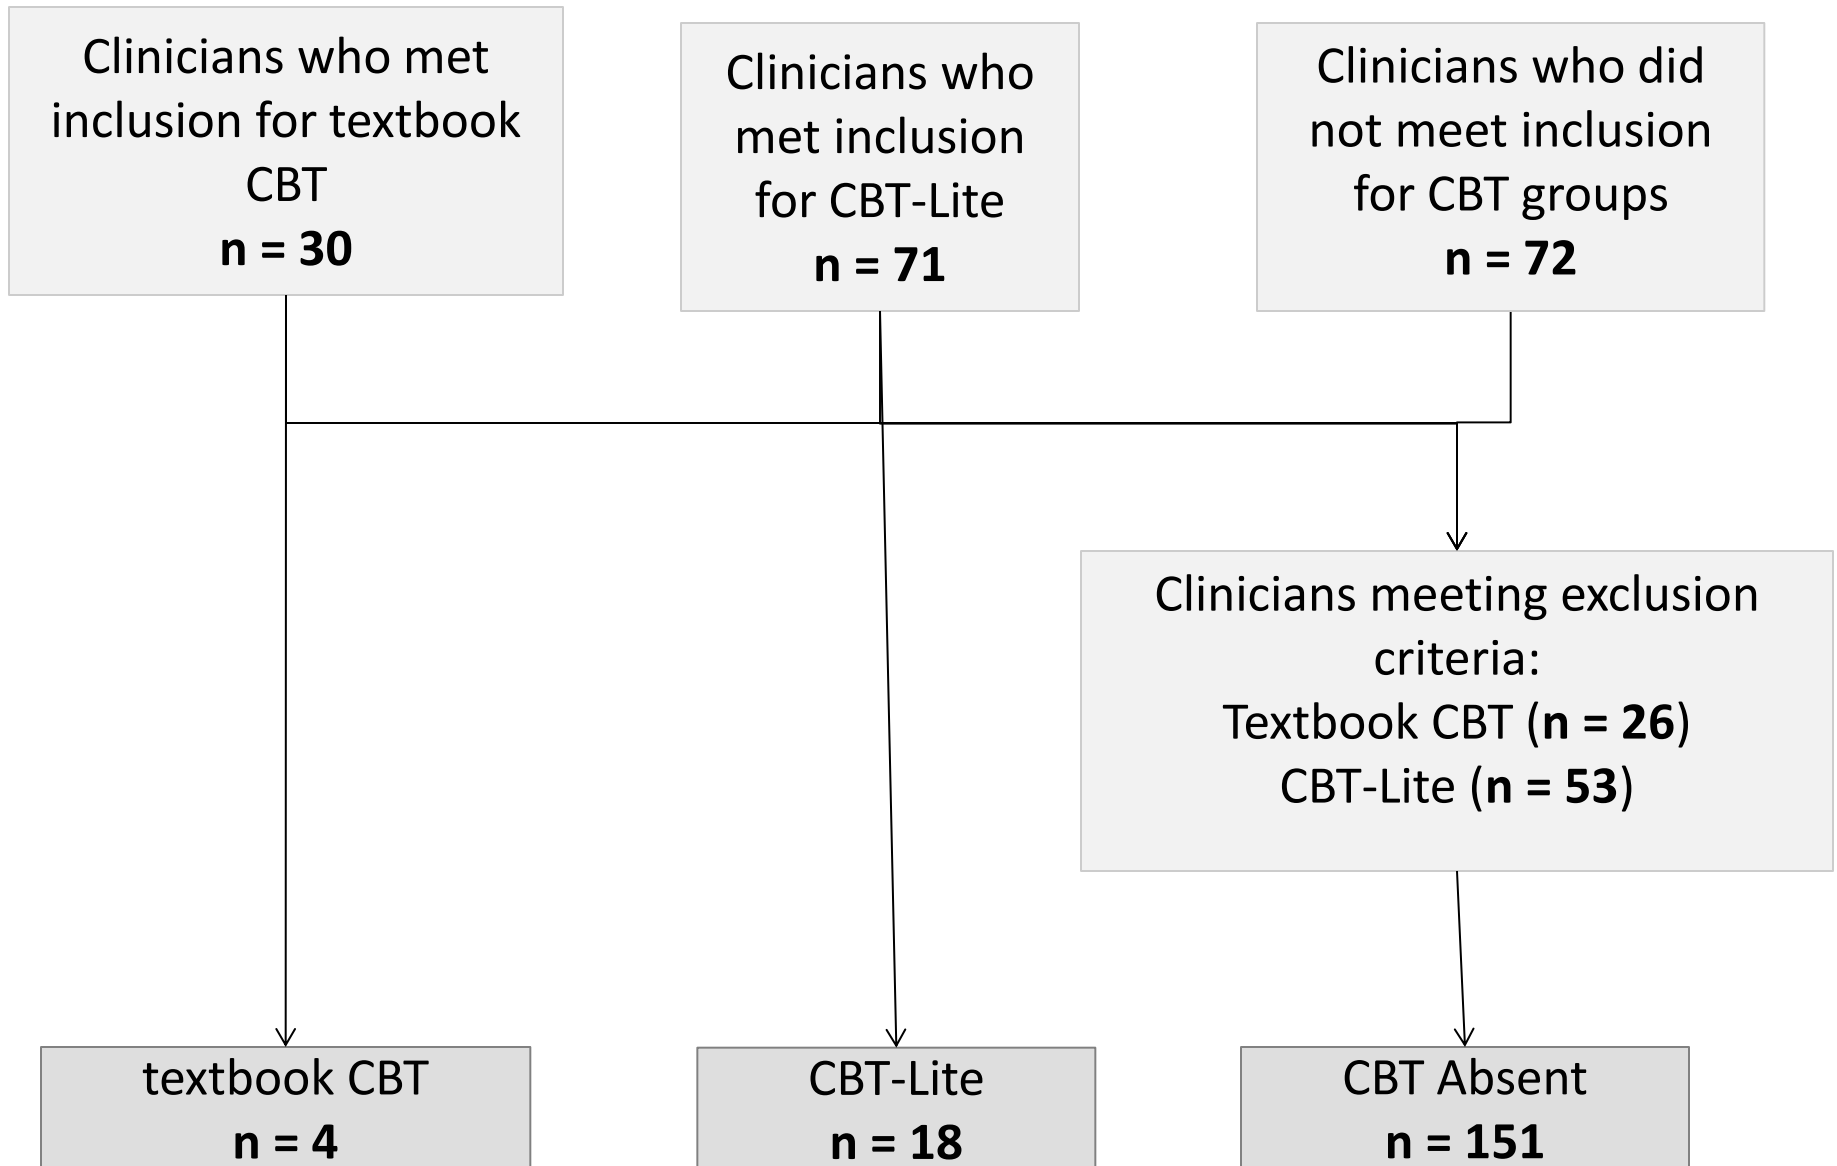 Clinicians who met
inclusion for textbook
CBT
n = 30
Clinicians who
met inclusion
for CBT-Lite
n = 71
Clinicians who did
not meet inclusion
for CBT groups
n = 72
Clinicians meeting exclusion
criteria:
Textbook CBT (n = 26)
CBT-Lite (n = 53)
textbook CBT
n = 4
CBT-Lite
n = 18
CBT Absent
n = 151